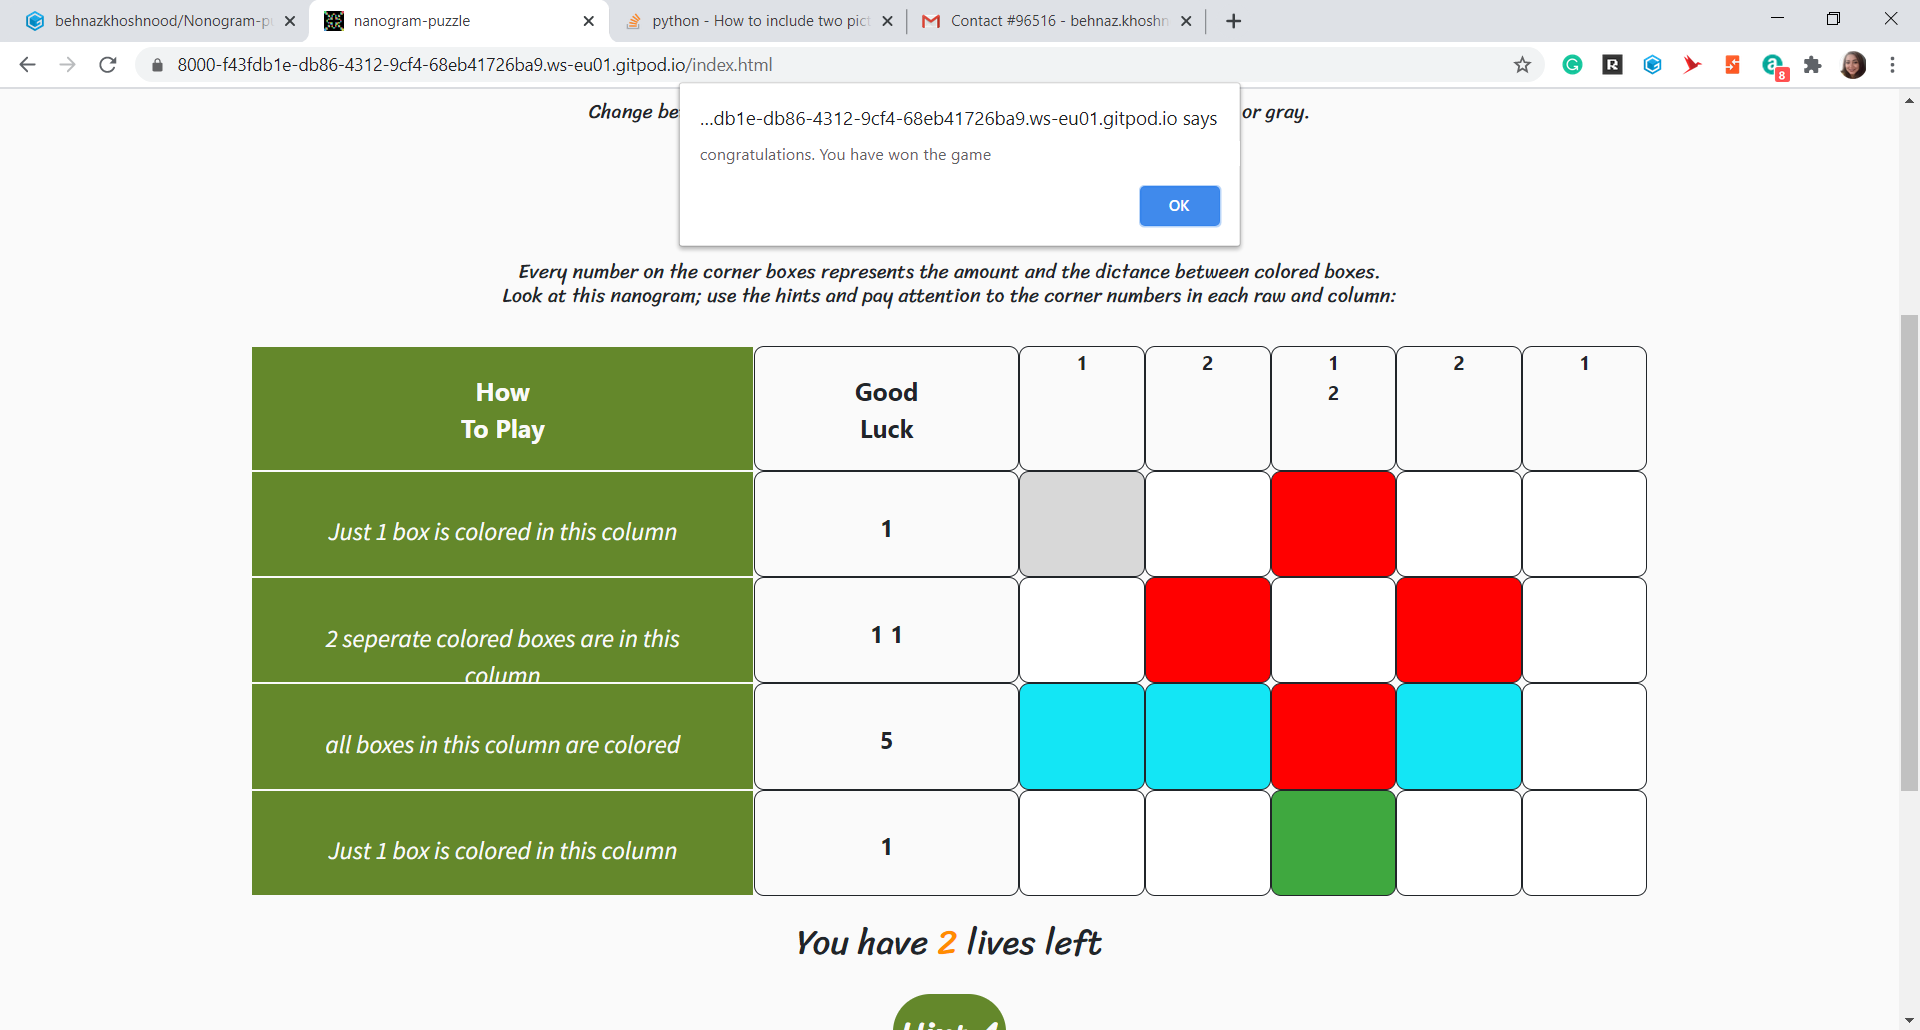 behnazkhoshnood/Nonogram-pu
nanogram-puzzle
python - How to include two pict
Contact #96516 - behnaz.khoshn
8000-f43fdb1e-db86-4312-9cf4-68eb41726ba9.ws-eu01.gitpod.io/index.html
8
Change be
or gray.
...db1e-db86-4312-9cf4-68eb41726ba9.ws-eu01.gitpod.io says
congratulations. You have won the game
OK
Every number on the corner boxes represents the amount and the dictance between colored boxes.
Look at this nanogram; use the hints and pay attention to the corner numbers in each raw and column:
How
To Play
Good
Luck
1 2 1 2 1
2
Just 1 box is colored in this column
1
2 seperate colored boxes are in this
column
1 1
all boxes in this column are colored
5
Just 1 box is colored in this column
1
You have 2 lives left